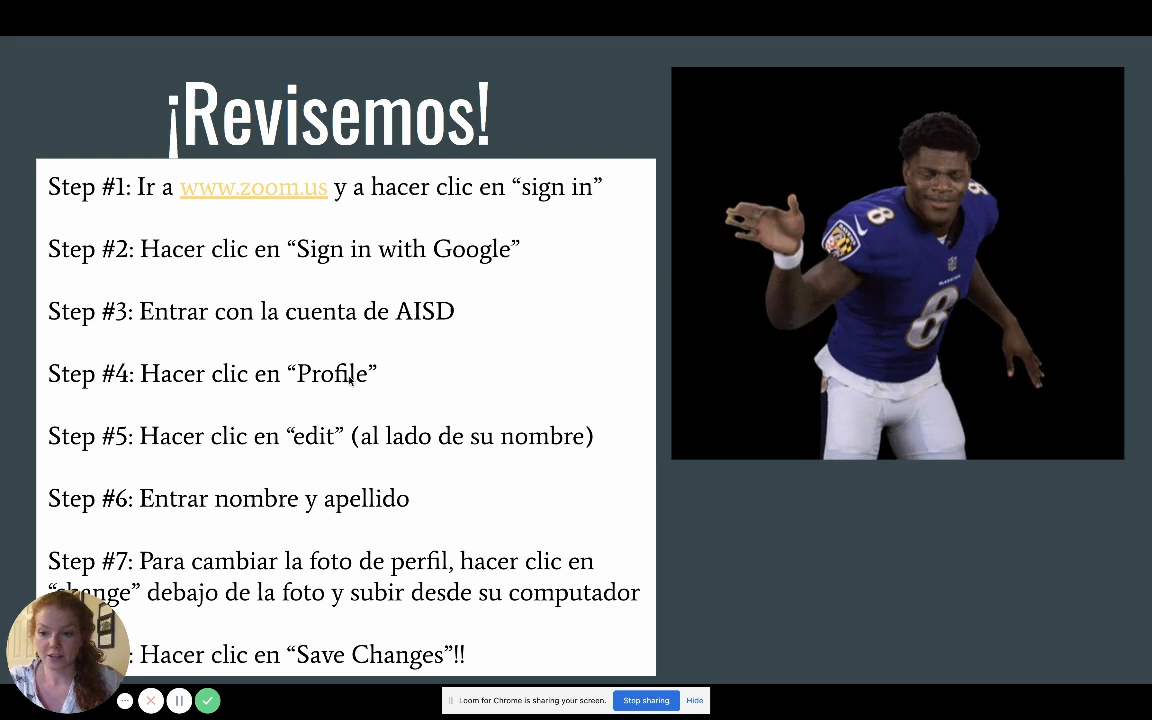 ¡Revisemos!
Step #1: Ir a www.zoom.us y a hacer clic en “sign in”
Step #2: Hacer clic en “Sign in with Google”
Step #3: Entrar con la cuenta de AISD
Step #4: Hacer clic en “Profile”
Step #5: Hacer clic en “edit” (al lado de su nombre)
Step #6: Entrar nombre y apellido
Step #7: Para cambiar la foto de perfil, hacer clic en
“change” debajo de la foto y subir desde su computador
: Hacer clic en “Save Changes”!!
8
8
8
Loom for Chrome is sharing your screen.
Stop sharing
Hide